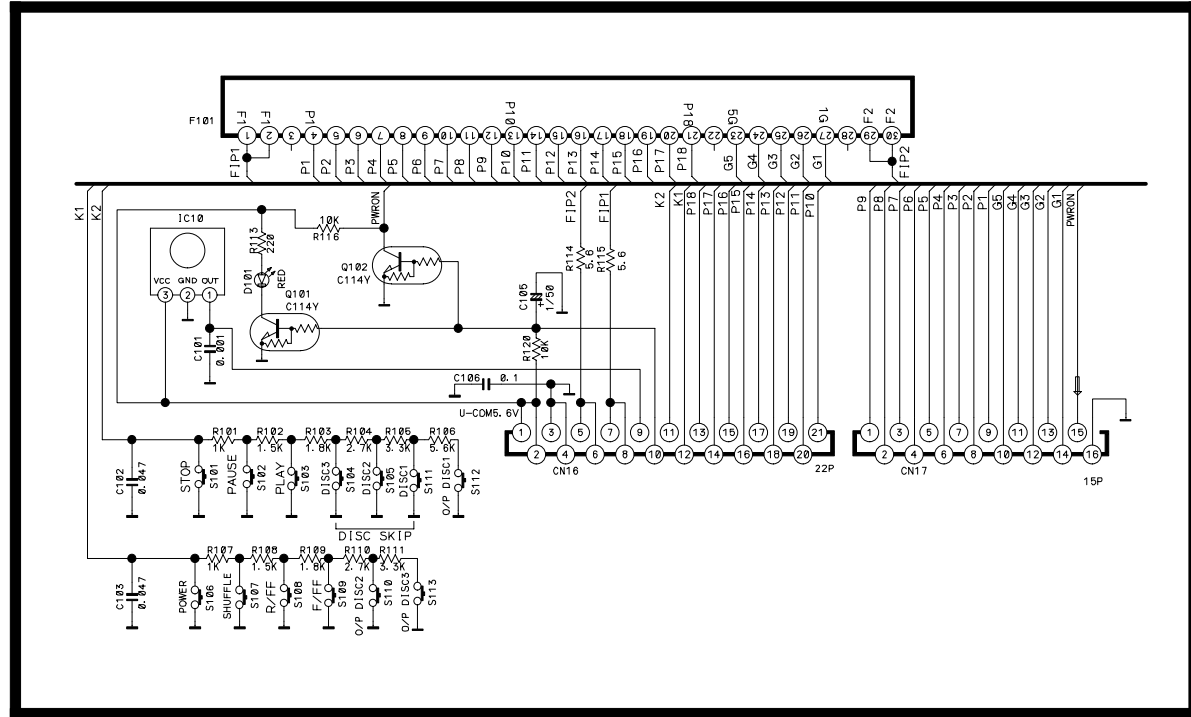 F101
F1 F1 P1 P10 P18 5G 1G F2 F2
1 2 3 4 5 6 7 8 9 10 11 12 13 14 15 16 17 18 19 20 21 22 23 24 25 26 27 28 29 30
FIP1 P1 P2 P3 P4 P5 P6 P7 P8 P9 P10 P11 P12 P13 P14 P15 P16 P17 P18 G5 G4 G3 G2 G1 FIP2
K1 K2 PWRON FIP2 FIP1 K2 K1 P18 P17 P16 P15 P14 P13 P12 P11 P10 P9 P8 P7 P6 P5 P4 P3 P2 P1 G5 G4 G3 G2 G1 PWRON
IC10
VCC GND OUT
3 2 1
R113
220
10K
R116
D101
RED
Q102
C114Y
Q101
C114Y
R114
5.6
R115
5.6
C105
+
1/50
R120
10K
C101
0.001
C106 0.1
U-COM5.6V
1 3 5 7 9 11 13 15 17 19 21
2 4 6 8 10 12 14 16 18 20
CN16
22P
1 3 5 7 9 11 13 15
2 4 6 8 10 12 14 16
CN17
15P
R101
1K
R102
1.5K
R103
1.8K
R104
2.7K
R105
3.3K
R106
5.6K
C102
0.047
STOP
S101
PAUSE
S102
PLAY
S103
DISC3
S104
DISC2
S105
DISC1
S111
O/P DISC1
S112
DISC SKIP
R107
1K
R108
1.5K
R109
1.8K
R110
2.7K
R111
3.3K
C103
0.047
POWER
S106
SHUFFLE
S107
R/FF
S108
F/FF
S109
O/P DISC2
S110
O/P DISC3
S113